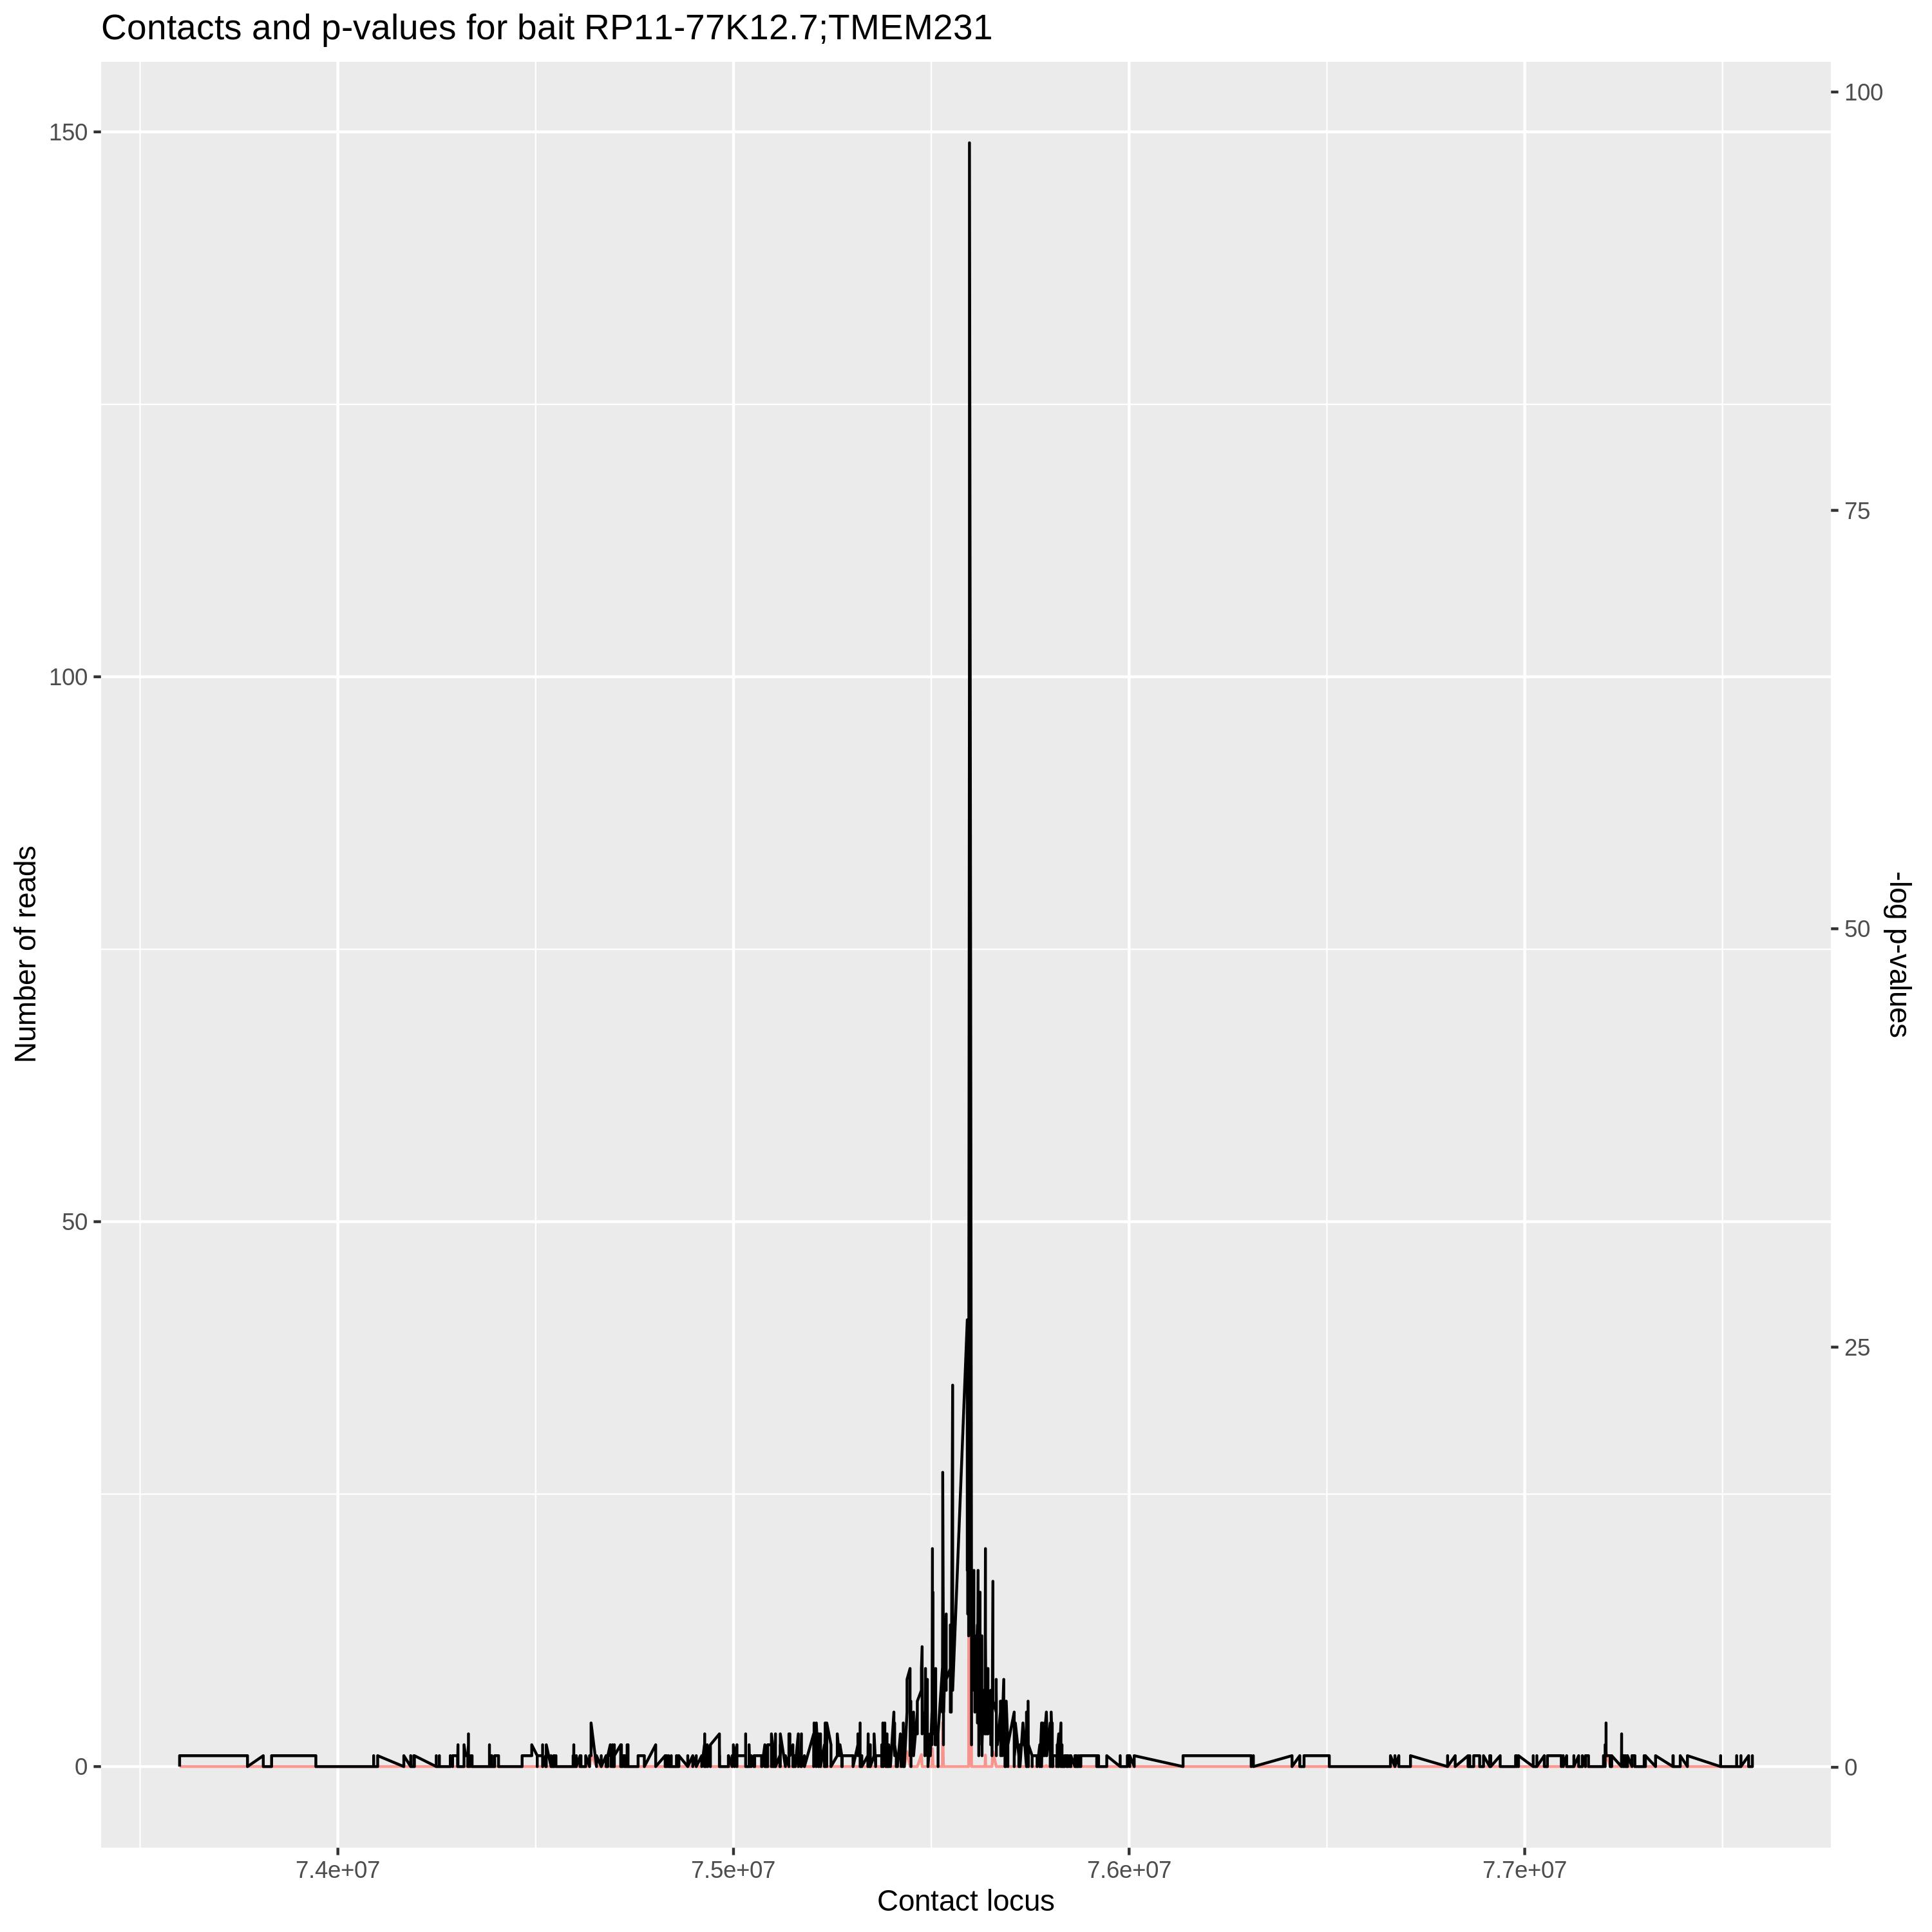 Contacts and p-values for bait RP11-77K12.7;TMEM231
150
100
50
0
Number of reads
100
75
50
25
0
-log p-values
7.4e+07
7.5e+07
7.6e+07
7.7e+07
Contact locus